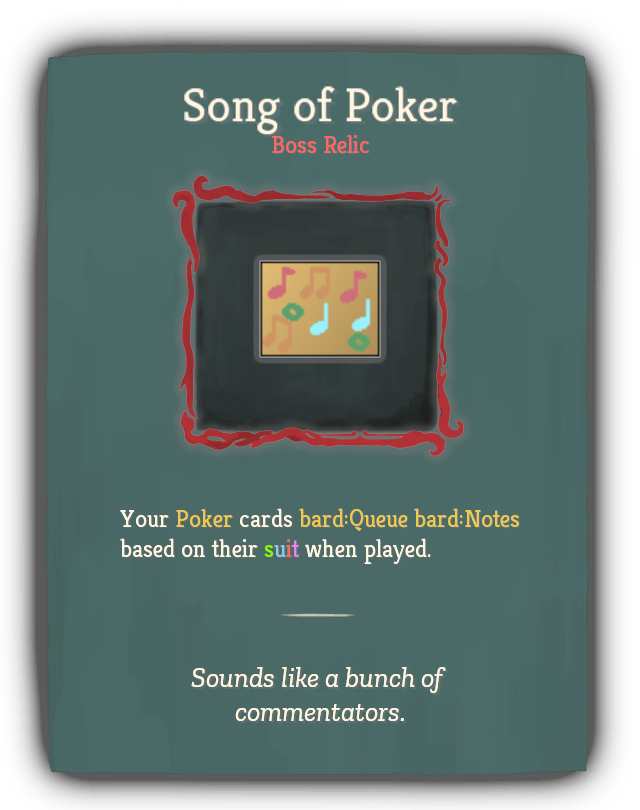 Song of Poker
Boss Relic
Your Poker cards bard:Queue bard:Notes
based on their suit when played.
Sounds like a bunch of
commentators.